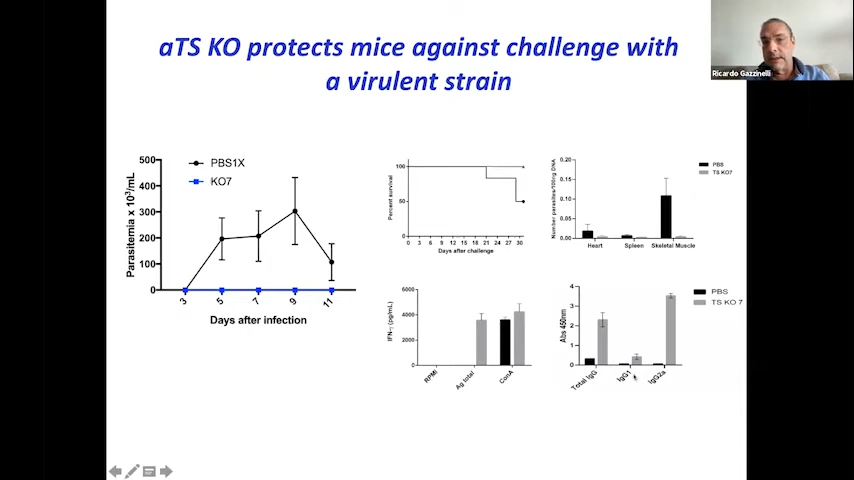 aTS KO protects mice against challenge with
a virulent strain
Ricardo Gazzinelli
500
400
300
200
100
0
Parasitemia x 10³/mL
PBS1X
KO7
3
5
7
9
11
Days after infection
100
50
0
Percent survival
0 3 6 9 12 15 18 21 24 27 30
Days after challenge
0.20
0.15
0.10
0.05
0.00
Number parasites/100ng DNA
PBS
TS KO7
Heart
Spleen
Skeletal Muscle
6000
4000
2000
0
IFN-γ (pg/mL)
RPMI
Ag total
ConA
4
3
2
1
0
Abs 450nm
PBS
TS KO 7
Total IgG
IgG1
IgG2a